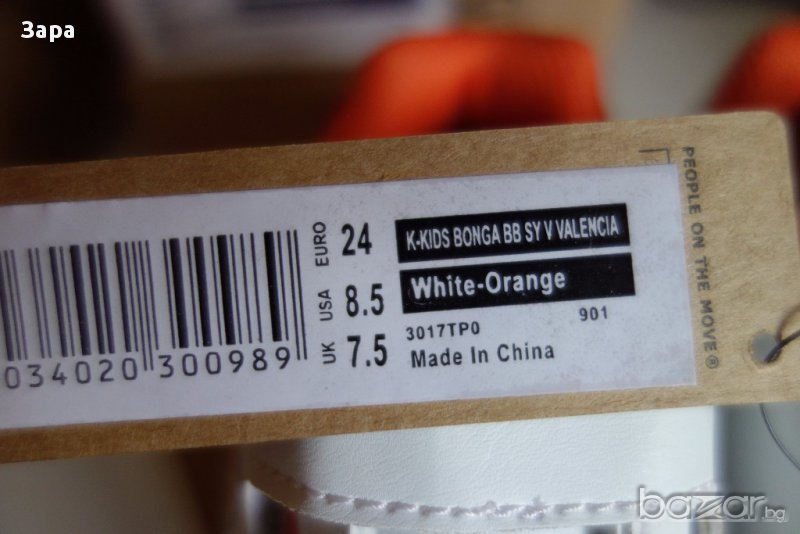 Зара
EURO 24
USA 8.5
UK 7.5
K-KIDS BONGA BB SY V VALENCIA
White-Orange
3017TP0 901
Made In China
034020 300989
PEOPLE ON THE MOVE®
bazar.bg